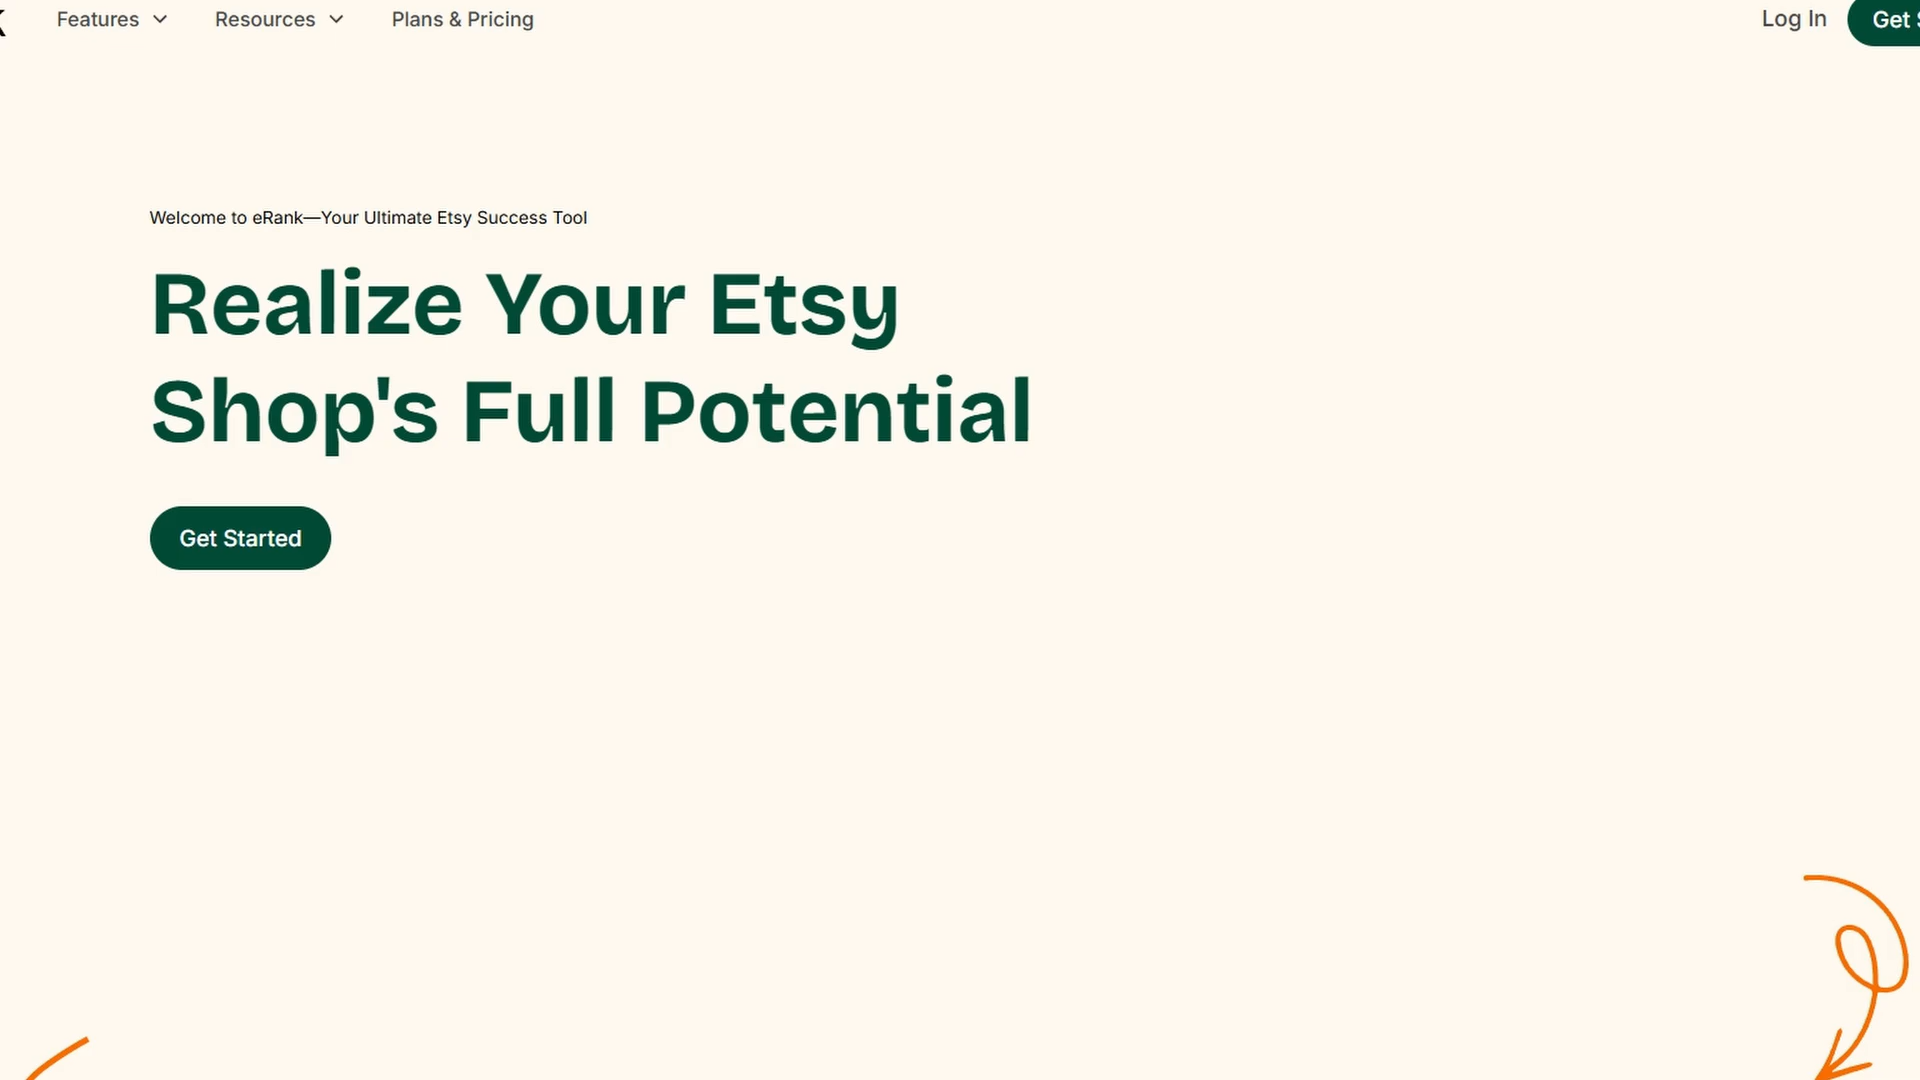 Features
Resources
Plans & Pricing
Log In
Get
Welcome to eRank—Your Ultimate Etsy Success Tool
Realize Your Etsy
Shop's Full Potential
Get Started